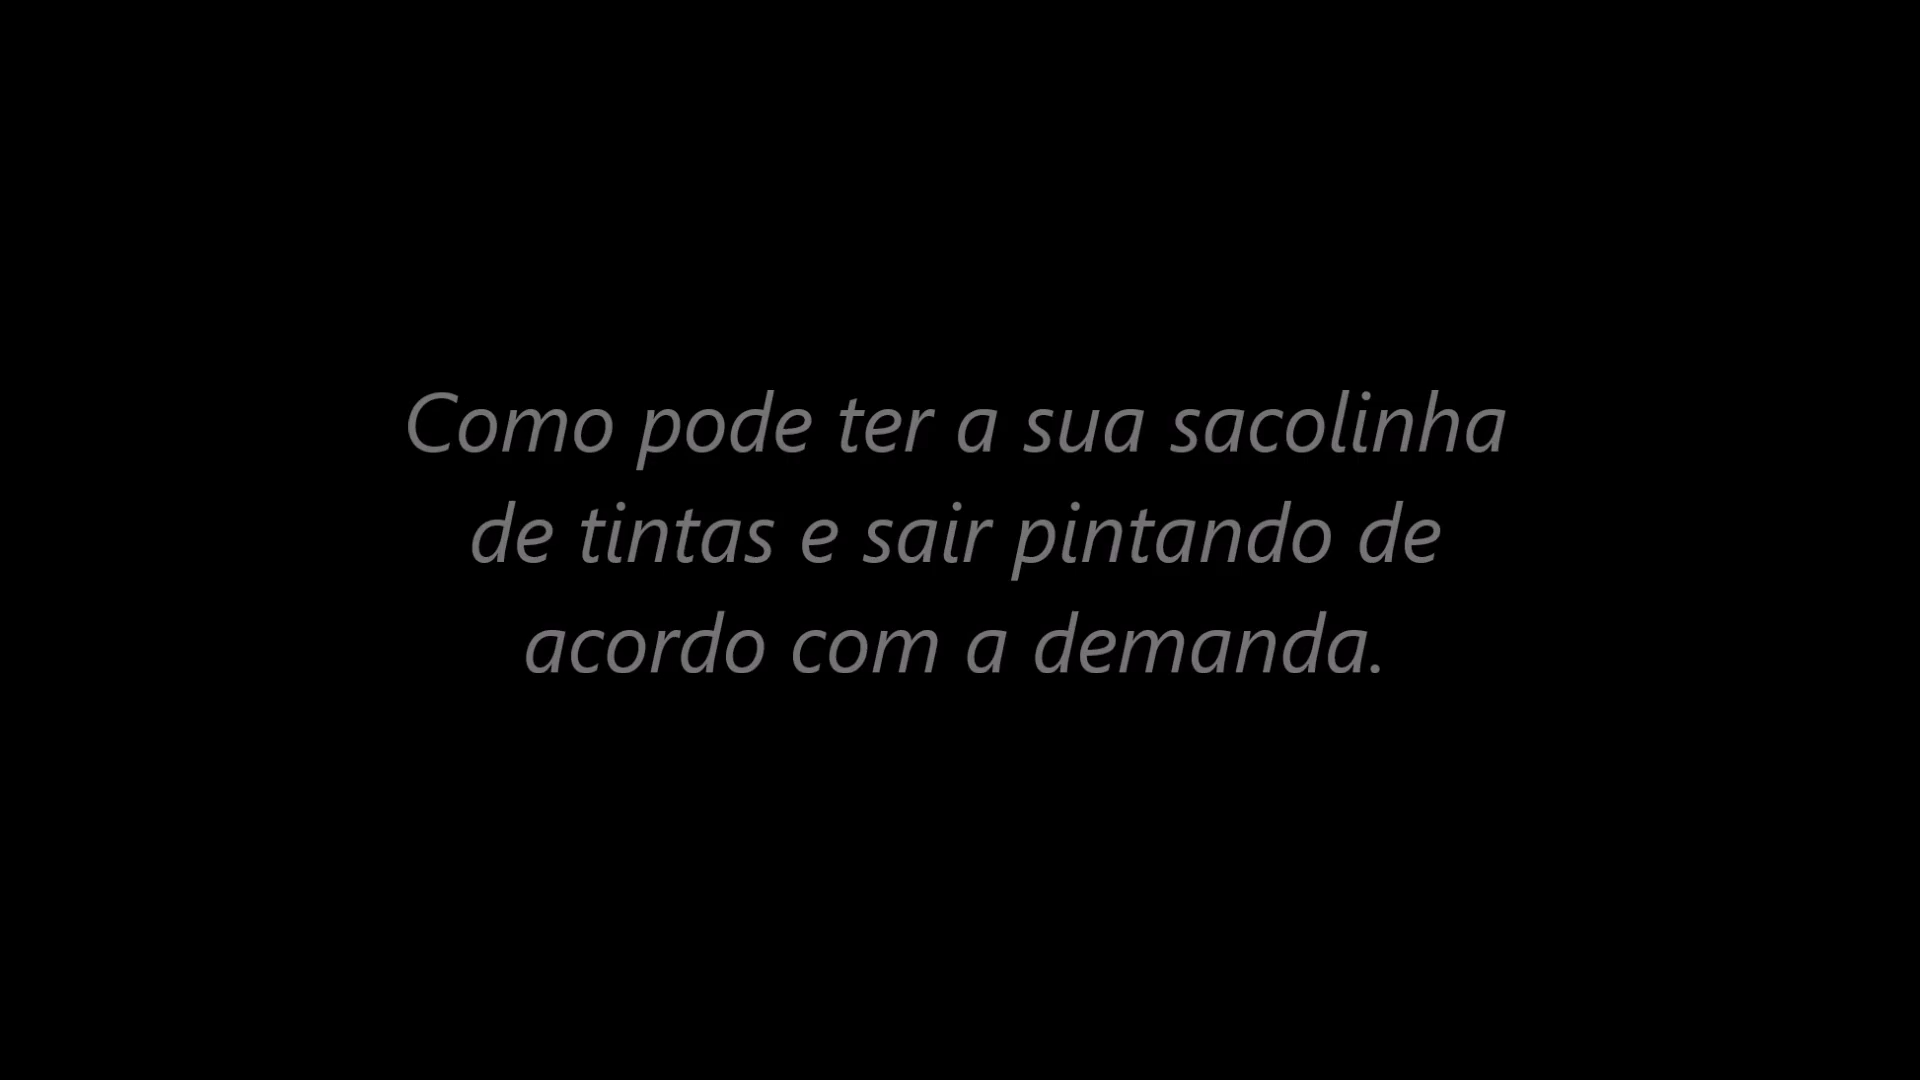 Como pode ter a sua sacolinha
de tintas e sair pintando de
acordo com a demanda.